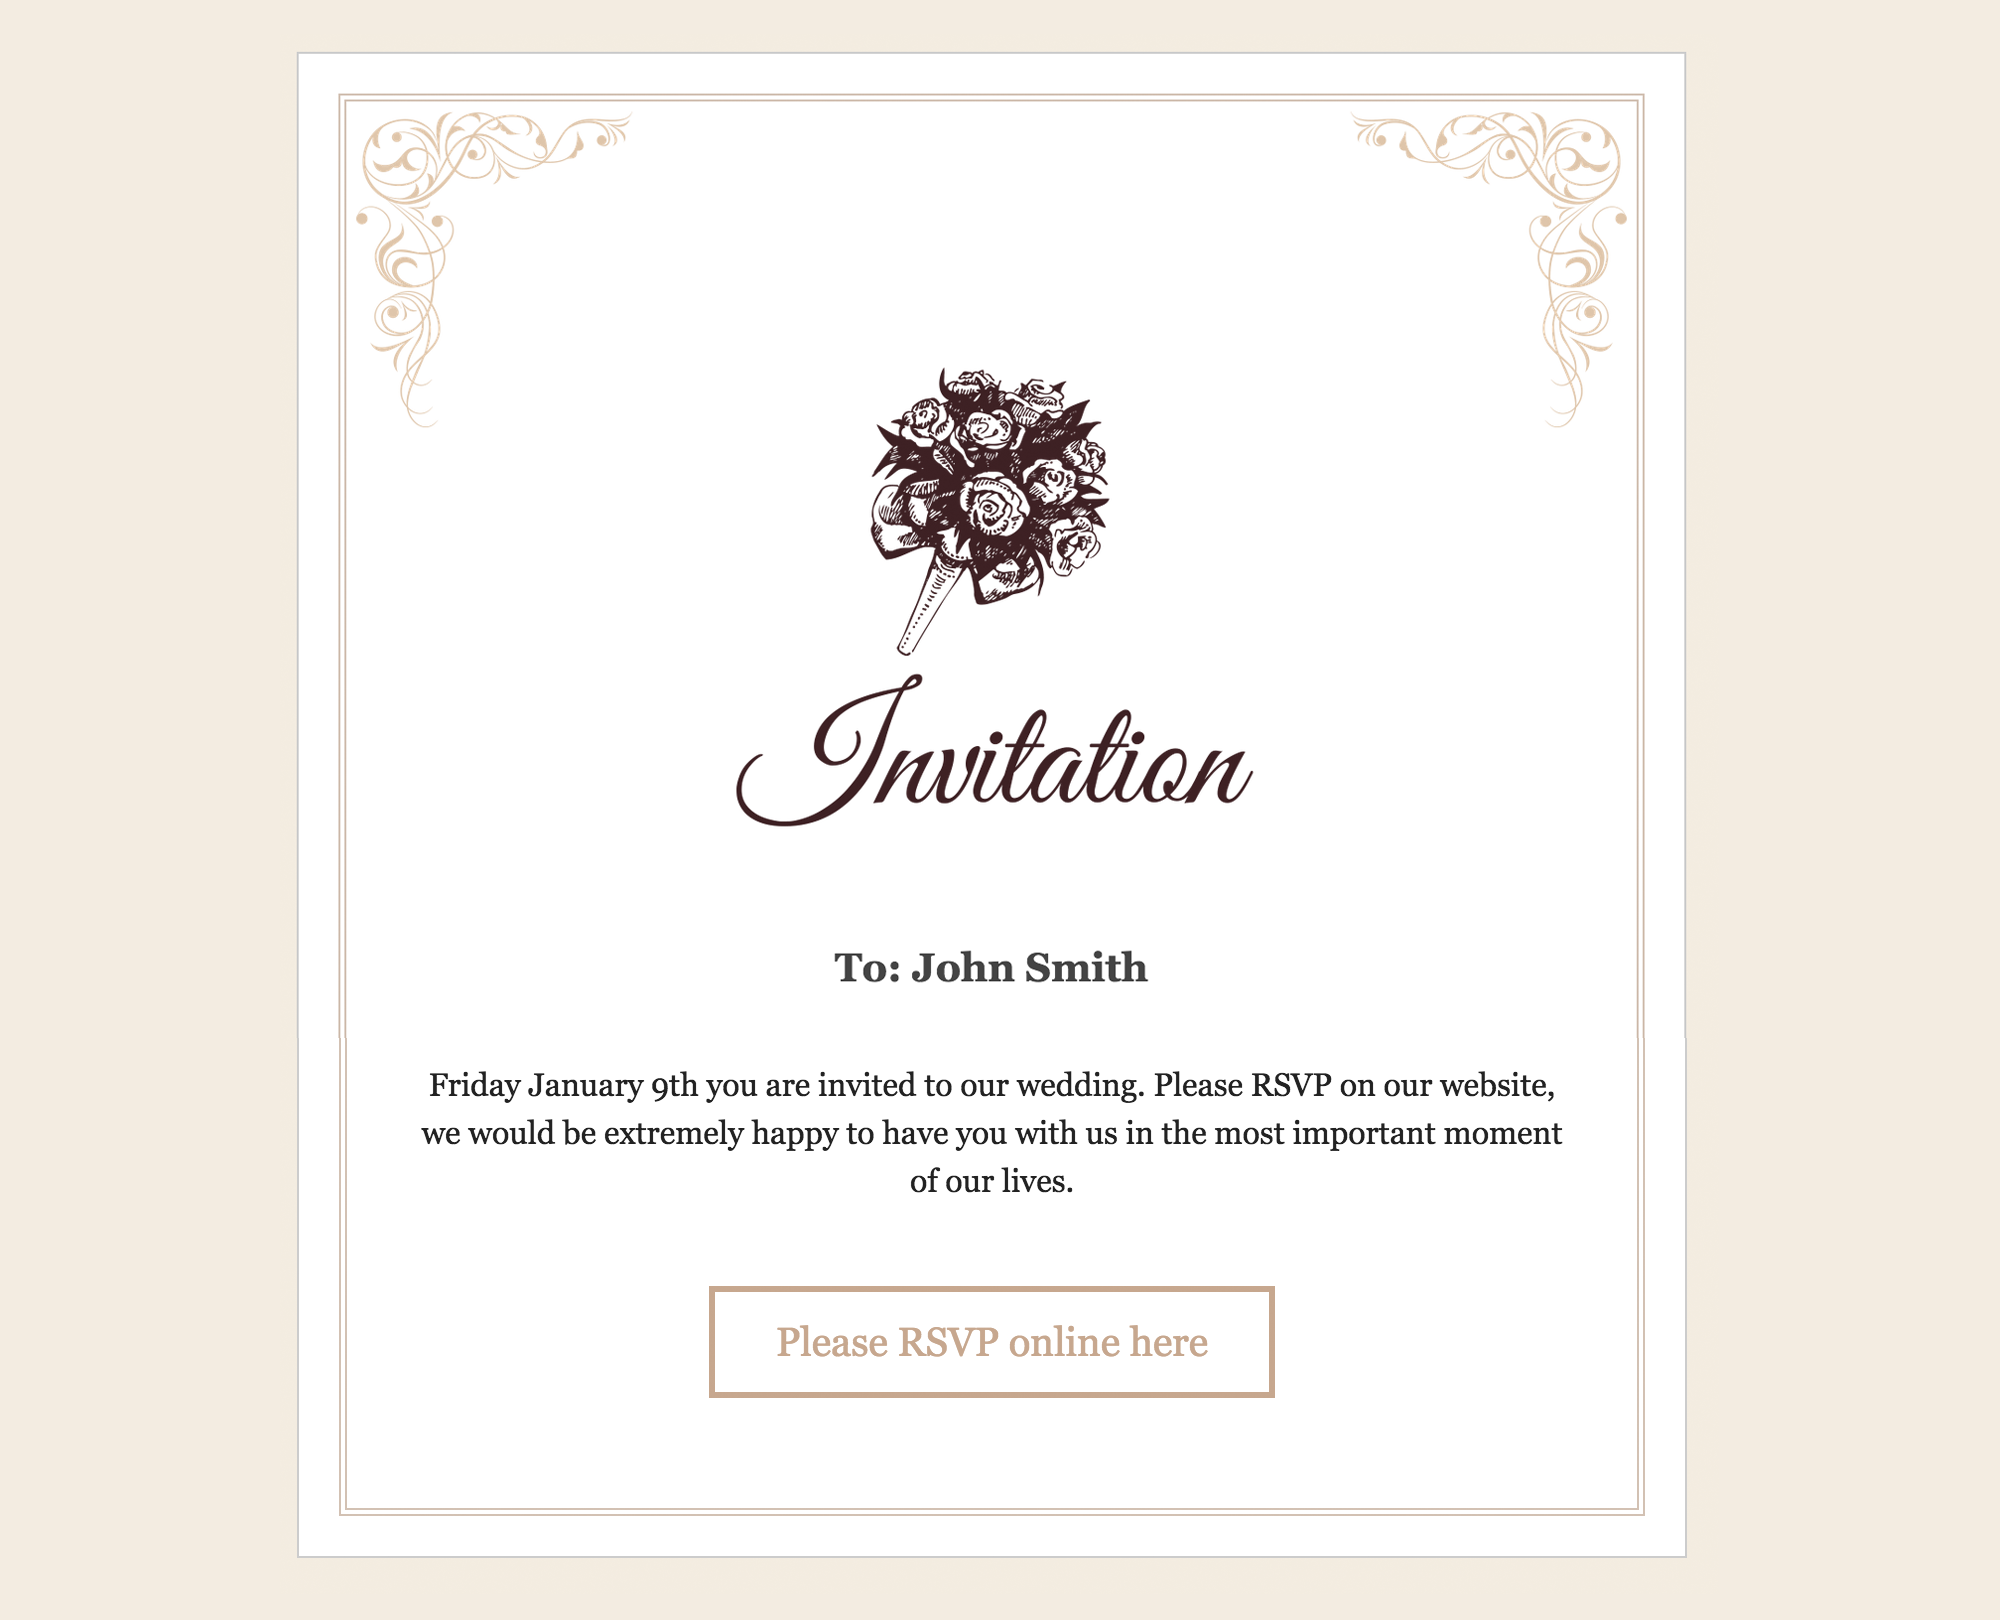 Invitation
To: John Smith
Friday January 9th you are invited to our wedding. Please RSVP on our website,
we would be extremely happy to have you with us in the most important moment
of our lives.
Please RSVP online here